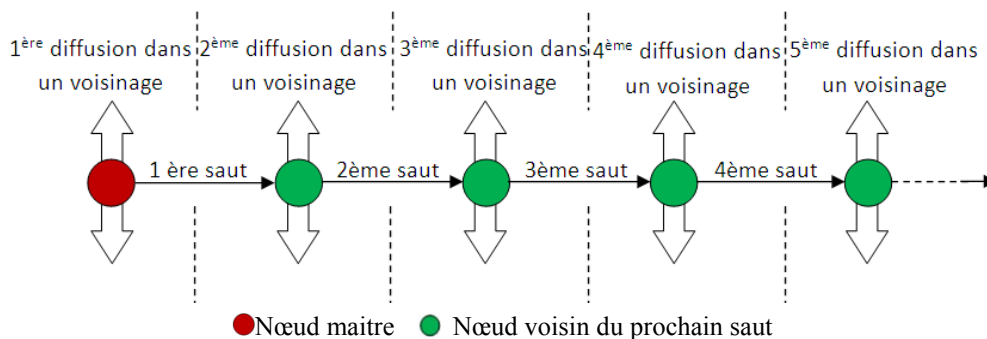 1ère diffusion dans
un voisinage
2ème diffusion dans
un voisinage
3ème diffusion dans
un voisinage
4ème diffusion dans
un voisinage
5ème diffusion dans
un voisinage
1 ère saut
2ème saut
3ème saut
4ème saut
Nœud maitre
Nœud voisin du prochain saut